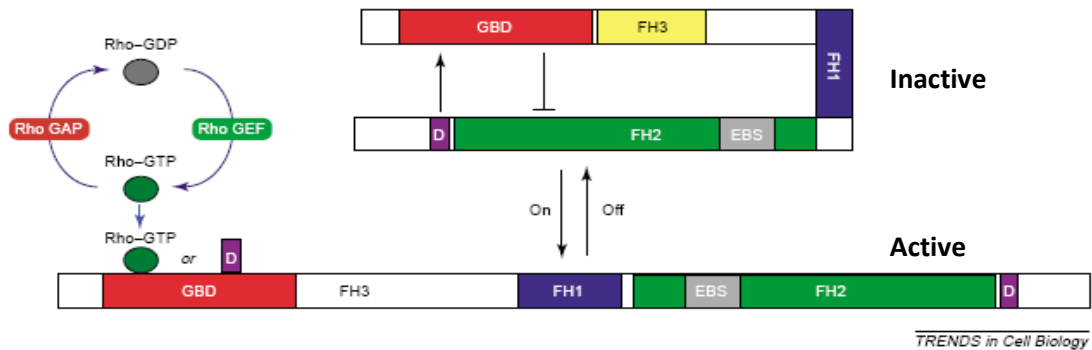 GBD FH3
Rho–GDP
FH1
Inactive
Rho GAP Rho GEF
D FH2 EBS
Rho–GTP
On Off
Rho–GTP
or D
Active
GBD FH3 FH1 EBS FH2 D
TRENDS in Cell Biology